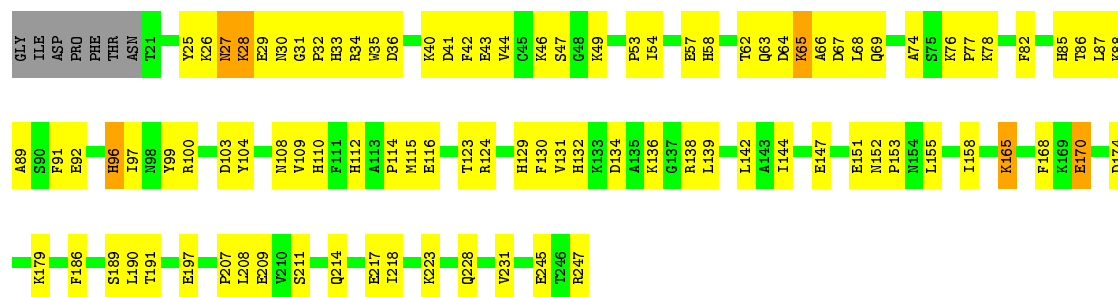 GLY ILE ASP PRO PHE THR ASN T21 Y25 K26 N27 K28 E29 N30 G31 P32 H33 R34 W35 D36 K40 D41 F42 E43 V44 C45 K46 S47 G48 K49 P53 I54 E57 H58 T62 Q63 D64 K65 A66 D67 L68 Q69 A74 S75 K76 P77 K78 F82 H85 T86 L87 K88
A89 S90 F91 E92 H96 I97 N98 Y99 R100 D103 Y104 N108 V109 H110 F111 H112 A113 P114 M115 E116 T123 R124 H129 F130 V131 H132 K133 D134 A135 K136 G137 R138 L139 L142 A143 I144 E147 E151 N152 P153 N154 L155 I158 K165 F168 K169 E170 D174
K179 F186 S189 L190 T191 E197 P207 L208 E209 V210 S211 Q214 E217 I218 K223 Q228 V231 E245 T246 R247